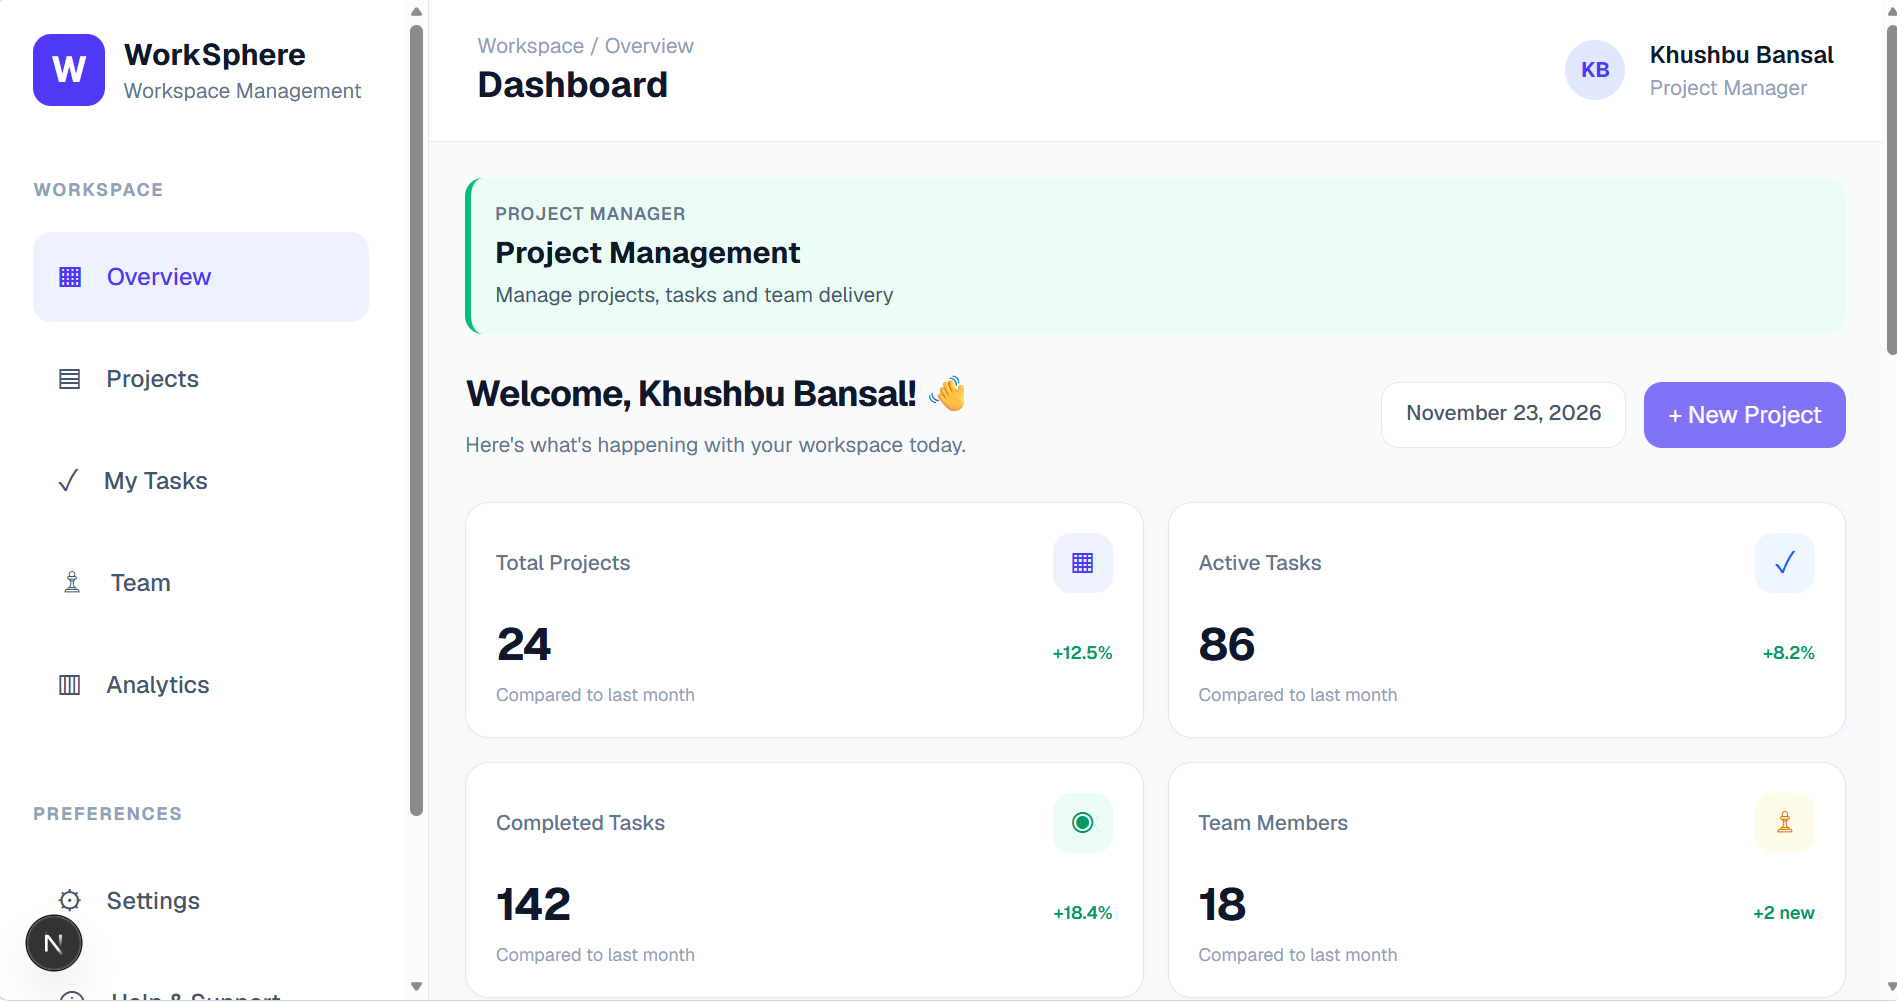 W
WorkSphere
Workspace Management
WORKSPACE
Overview
Projects
My Tasks
Team
Analytics
PREFERENCES
Settings
Help & Support
N
Workspace / Overview
Dashboard
KB
Khushbu Bansal
Project Manager
PROJECT MANAGER
Project Management
Manage projects, tasks and team delivery
Welcome, Khushbu Bansal! 👋
Here's what's happening with your workspace today.
November 23, 2026
+ New Project
Total Projects
24
+12.5%
Compared to last month
Active Tasks
86
+8.2%
Compared to last month
Completed Tasks
142
+18.4%
Compared to last month
Team Members
18
+2 new
Compared to last month